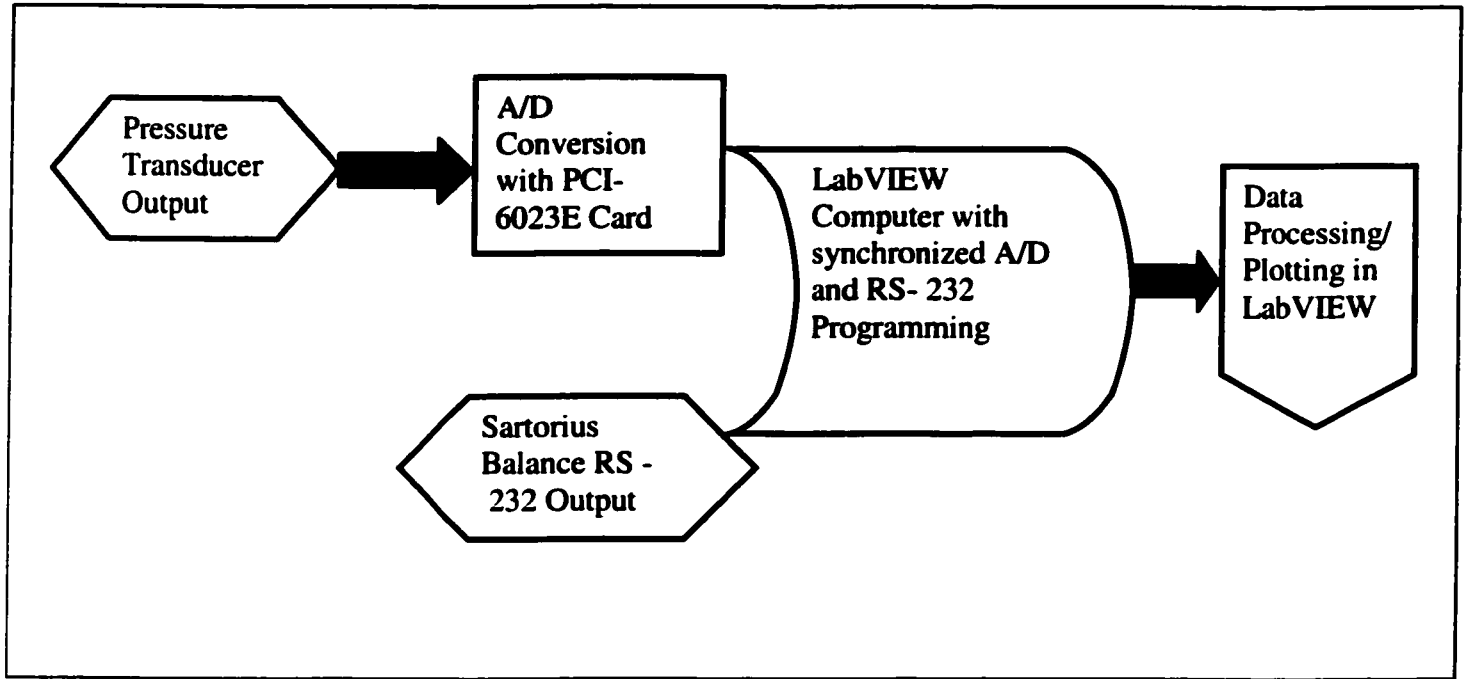 Pressure
Transducer
Output
A/D
Conversion
with PCI-
6023E Card
LabVIEW
Computer with
synchronized A/D
and RS- 232
Programming
Data
Processing/
Plotting in
LabVIEW
Sartorius
Balance RS -
232 Output